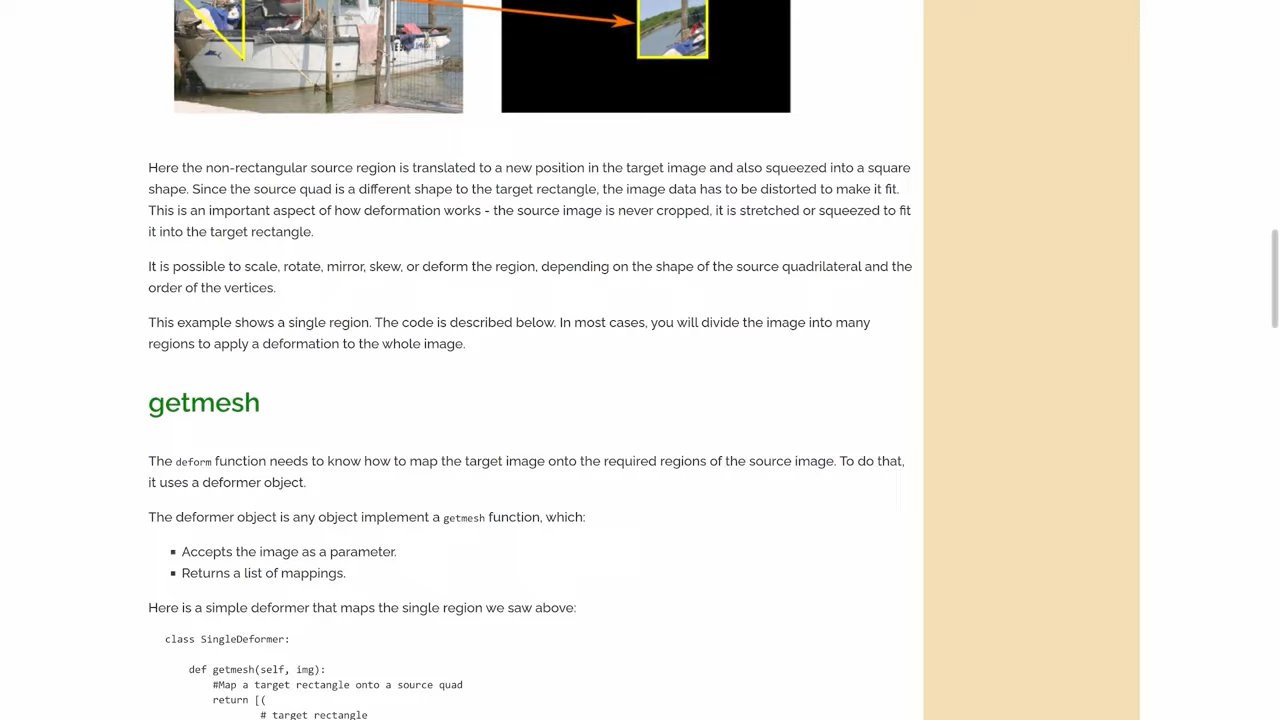 Here the non-rectangular source region is translated to a new position in the target image and also squeezed into a square
shape. Since the source quad is a different shape to the target rectangle, the image data has to be distorted to make it fit.
This is an important aspect of how deformation works - the source image is never cropped, it is stretched or squeezed to fit
it into the target rectangle.
It is possible to scale, rotate, mirror, skew, or deform the region, depending on the shape of the source quadrilateral and the
order of the vertices.
This example shows a single region. The code is described below. In most cases, you will divide the image into many
regions to apply a deformation to the whole image.
getmesh
The deform function needs to know how to map the target image onto the required regions of the source image. To do that,
it uses a deformer object.
The deformer object is any object implement a getmesh function, which:
▪ Accepts the image as a parameter.
▪ Returns a list of mappings.
Here is a simple deformer that maps the single region we saw above:
class SingleDeformer:
def getmesh(self, img):
#Map a target rectangle onto a source quad
return [(
# target rectangle